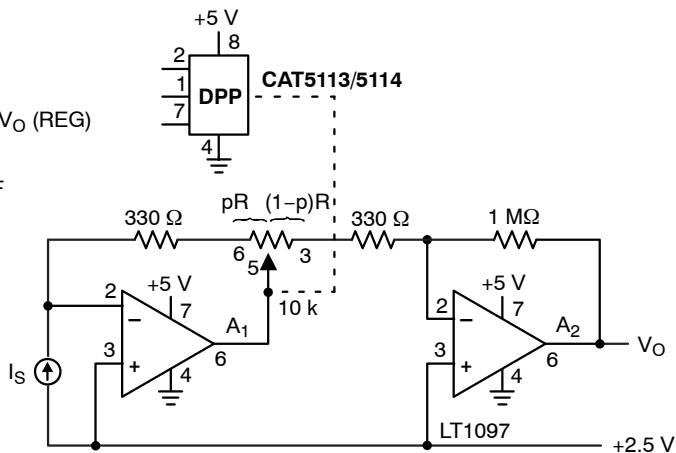 +5 V
8
2
1
7
4
DPP
CAT5113/5114
V_O (REG)
F
pR (1−p)R
330 Ω
330 Ω
1 MΩ
6
5
3
10 k
+5 V
7
2
−
3
+
A1
6
4
+5 V
7
2
−
3
+
A2
6
4
V_O
I_S
LT1097
+2.5 V